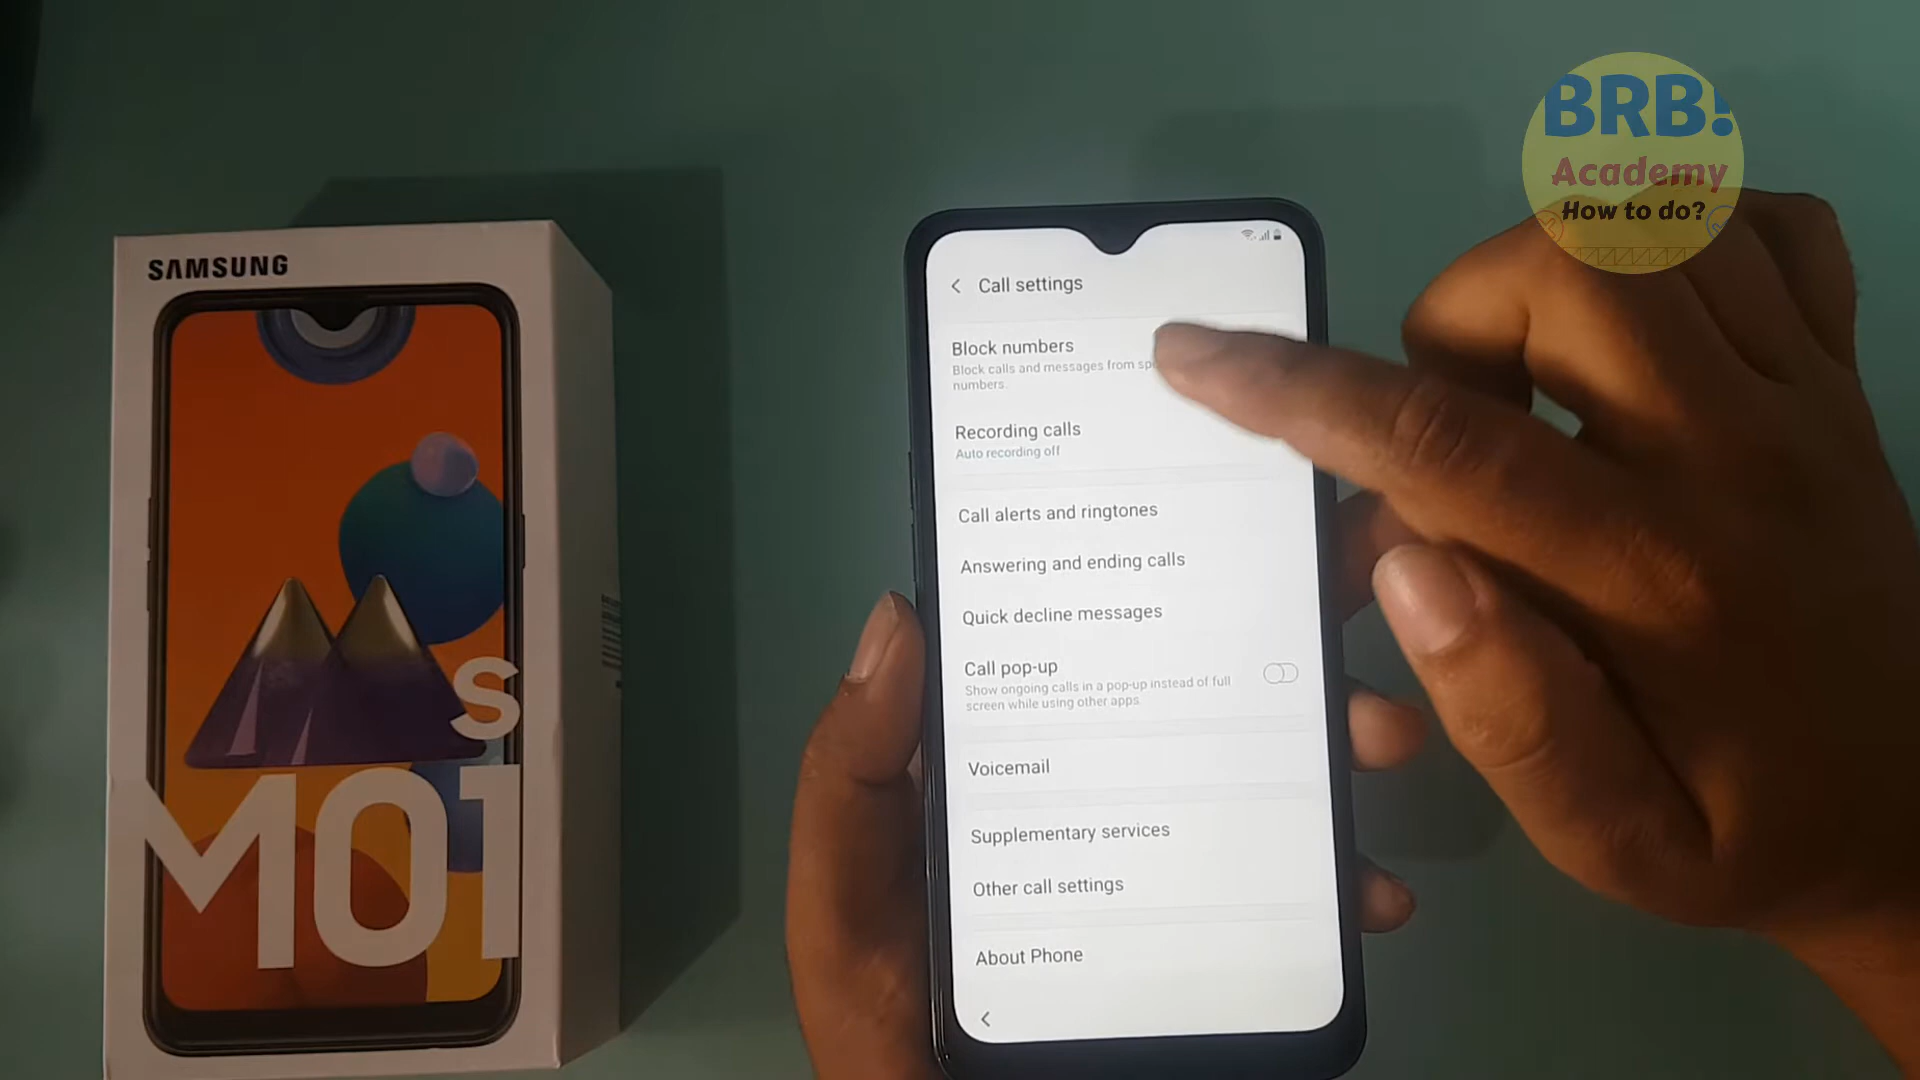 BRB!
Academy
How to do?
SAMSUNG
s
M01
Call settings
Block numbers
Block calls and messages from
numbers.
Recording calls
Auto recording off
Call alerts and ringtones
Answering and ending calls
Quick decline messages
Call pop-up
Show ongoing calls in a pop-up instead of full
screen while using other apps.
Voicemail
Supplementary services
Other call settings
About Phone